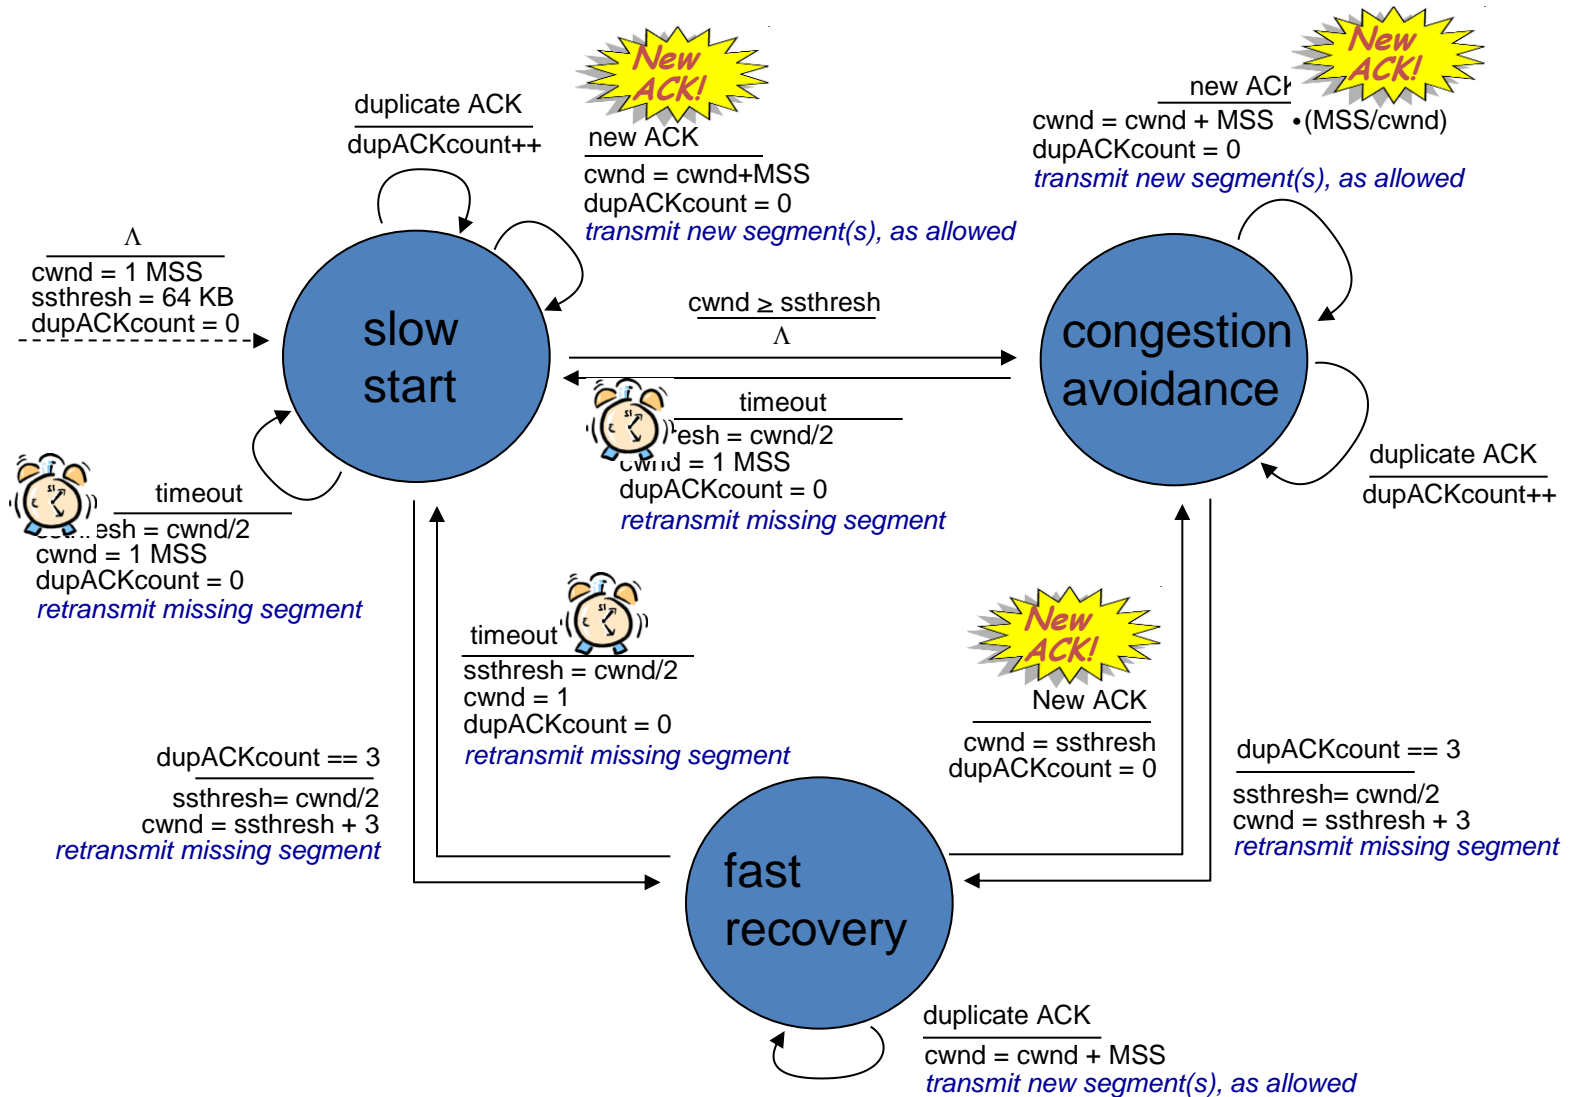 New
ACK!
duplicate ACK
dupACKcount++
new ACK
cwnd = cwnd+MSS
dupACKcount = 0
transmit new segment(s), as allowed
New
ACK!
new ACK
cwnd = cwnd + MSS •(MSS/cwnd)
dupACKcount = 0
transmit new segment(s), as allowed
Λ
cwnd = 1 MSS
ssthresh = 64 KB
dupACKcount = 0
slow
start
cwnd ≥ ssthresh
Λ
congestion
avoidance
timeout
esh = cwnd/2
cwnd = 1 MSS
dupACKcount = 0
retransmit missing segment
duplicate ACK
dupACKcount++
timeout
ssthresh = cwnd/2
cwnd = 1 MSS
dupACKcount = 0
retransmit missing segment
timeout
ssthresh = cwnd/2
cwnd = 1
dupACKcount = 0
retransmit missing segment
New
ACK!
New ACK
cwnd = ssthresh
dupACKcount = 0
dupACKcount == 3
ssthresh= cwnd/2
cwnd = ssthresh + 3
retransmit missing segment
dupACKcount == 3
ssthresh= cwnd/2
cwnd = ssthresh + 3
retransmit missing segment
fast
recovery
duplicate ACK
cwnd = cwnd + MSS
transmit new segment(s), as allowed